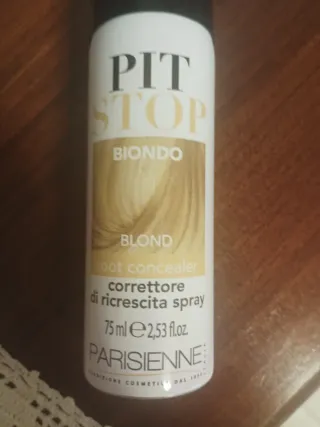 PIT
STOP
BIONDO
BLOND
root concealer
correttore
di ricrescita spray
75 ml ℮ 2,53 fl.oz.
PARISIENNE